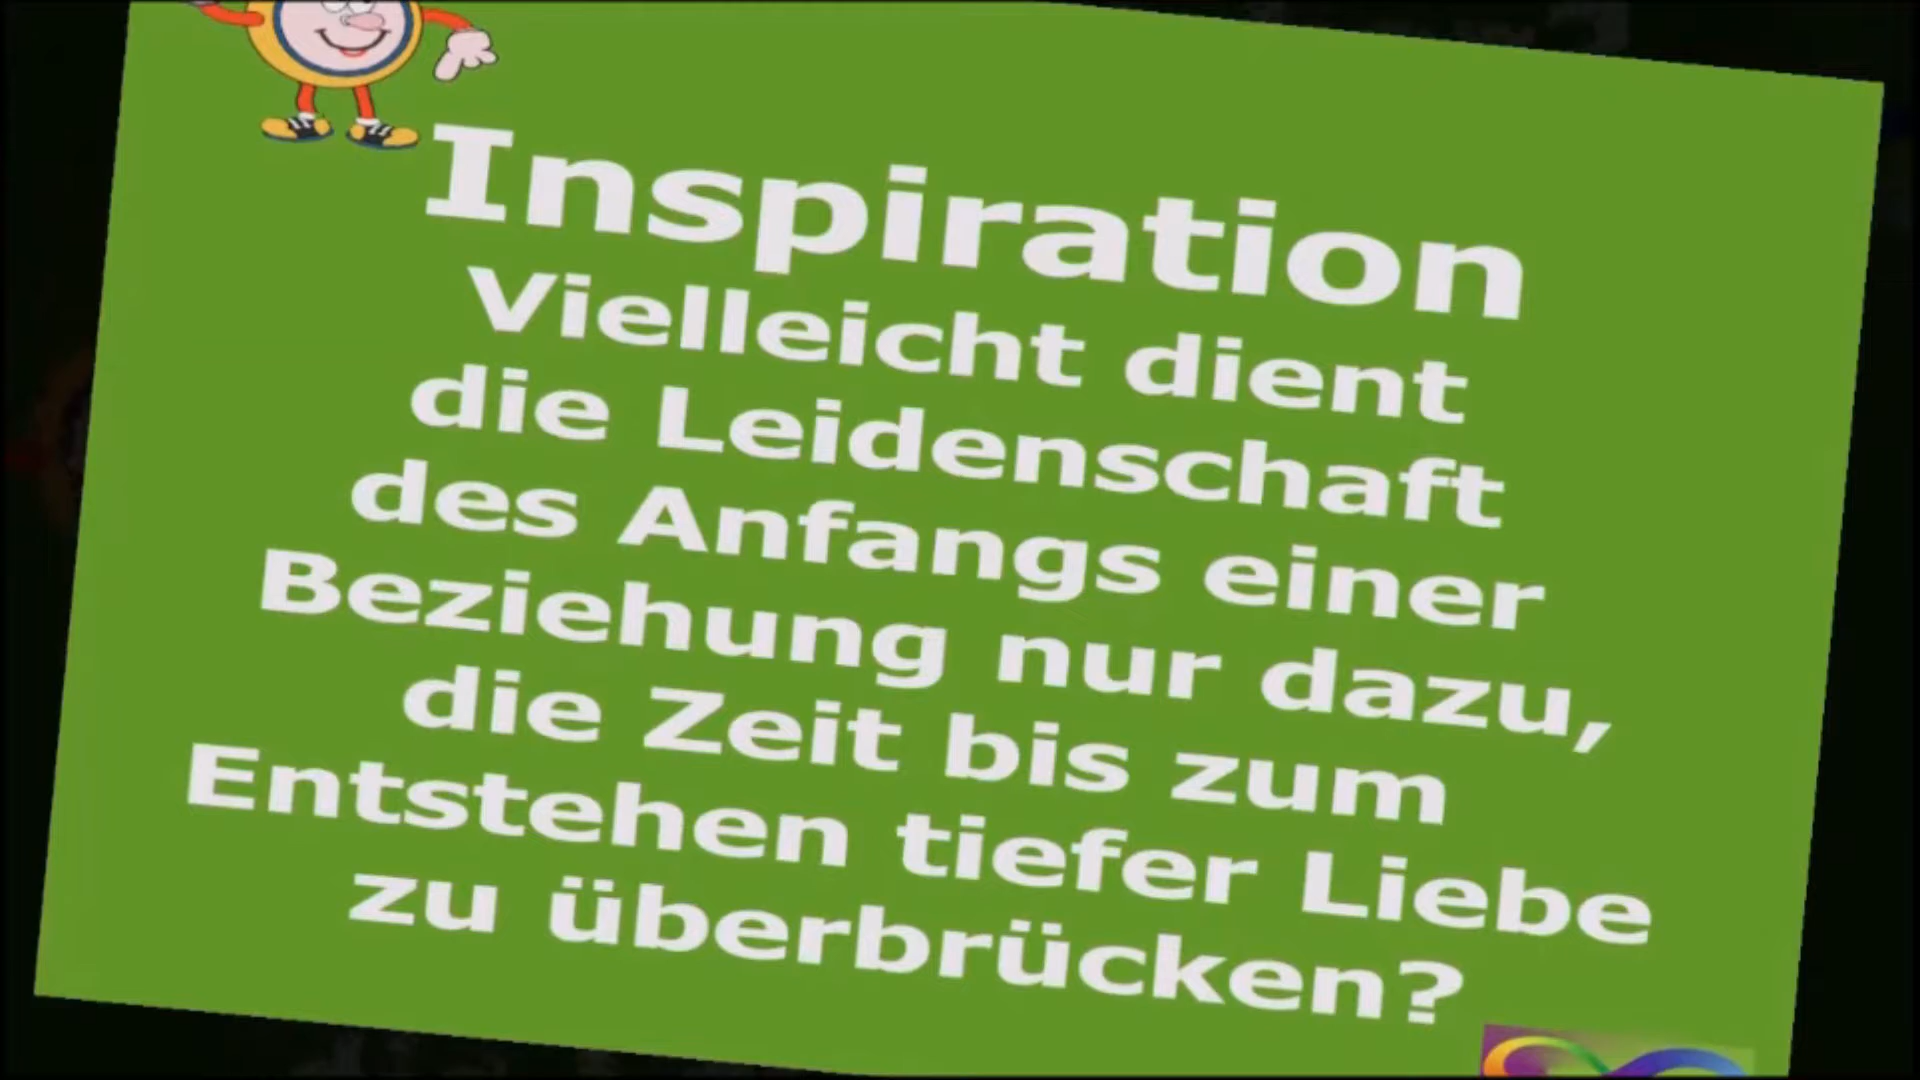 Inspiration
Vielleicht dient
die Leidenschaft
des Anfangs einer
Beziehung nur dazu,
die Zeit bis zum
Entstehen tiefer Liebe
zu überbrücken?